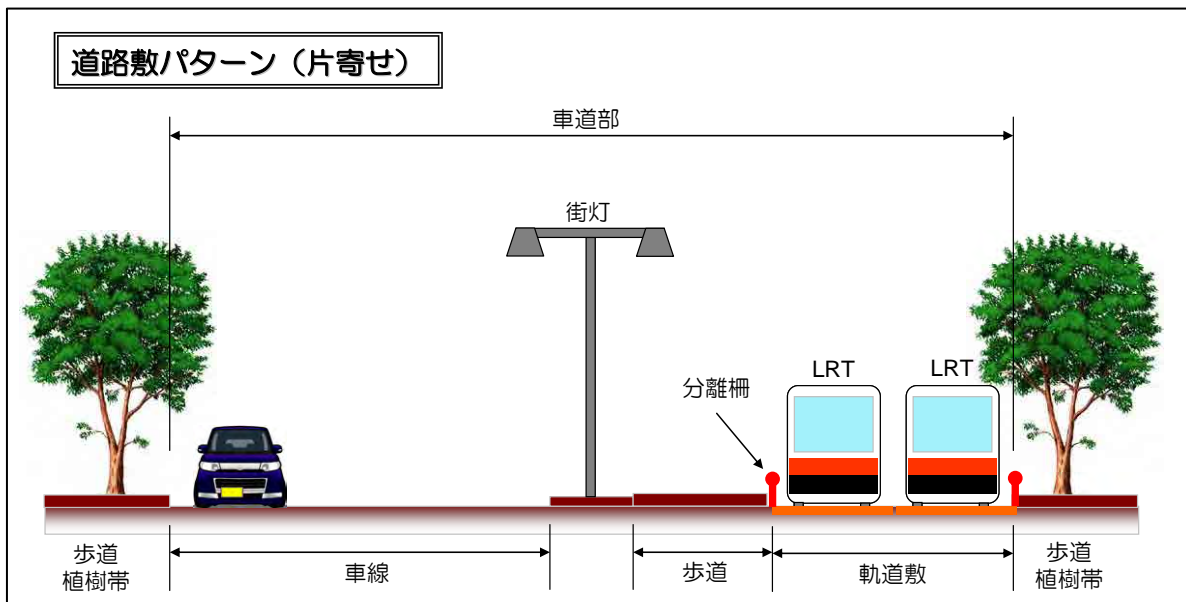 道路敷パターン（片寄せ）
車道部
街灯
LRT
LRT
分離柵
歩道
植樹帯
車線
歩道
軌道敷
歩道
植樹帯